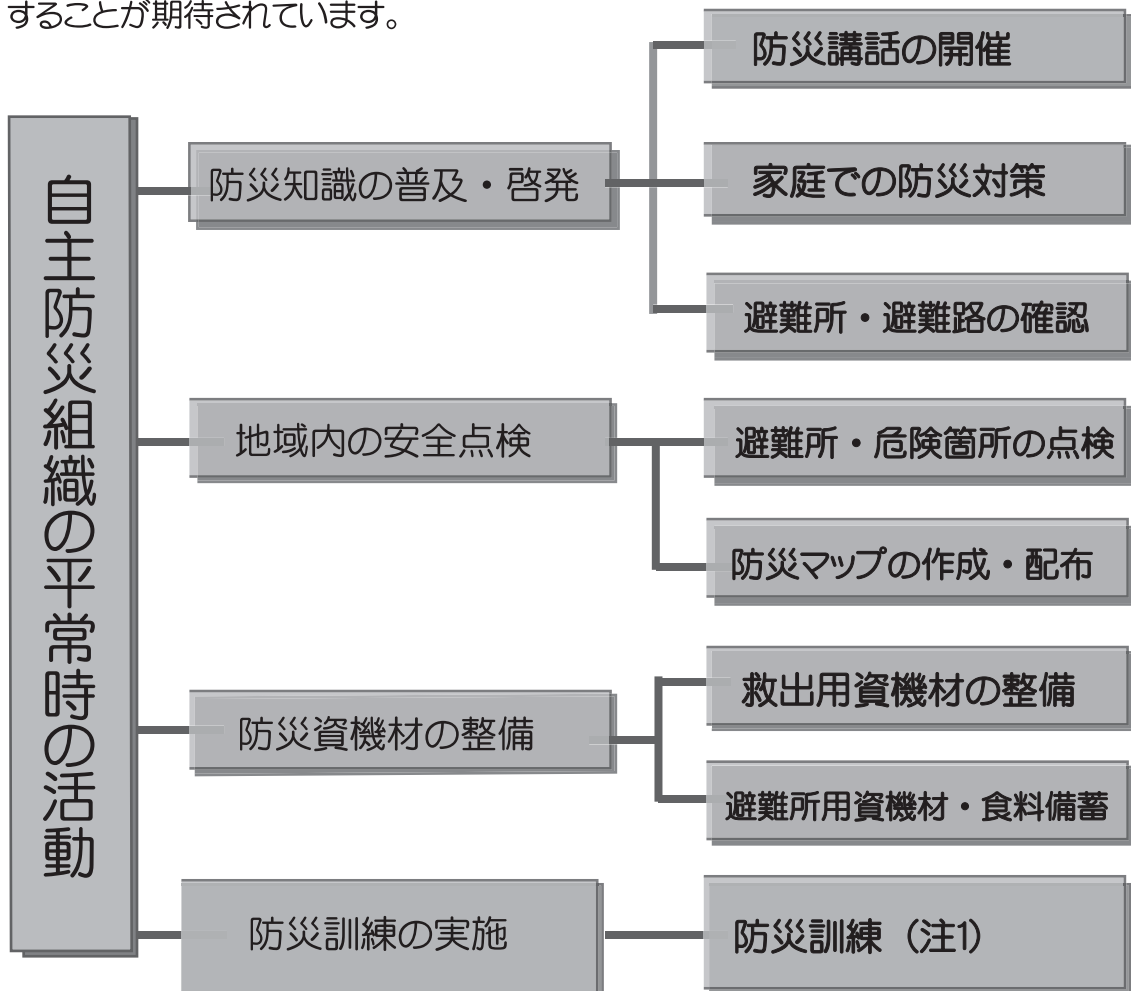 することが期待されています。
自主防災組織の平常時の活動
防災知識の普及・啓発
防災講話の開催
家庭での防災対策
避難所・避難路の確認
地域内の安全点検
避難所・危険箇所の点検
防災マップの作成・配布
防災資機材の整備
救出用資機材の整備
避難所用資機材・食料備蓄
防災訓練の実施
防災訓練（注1）